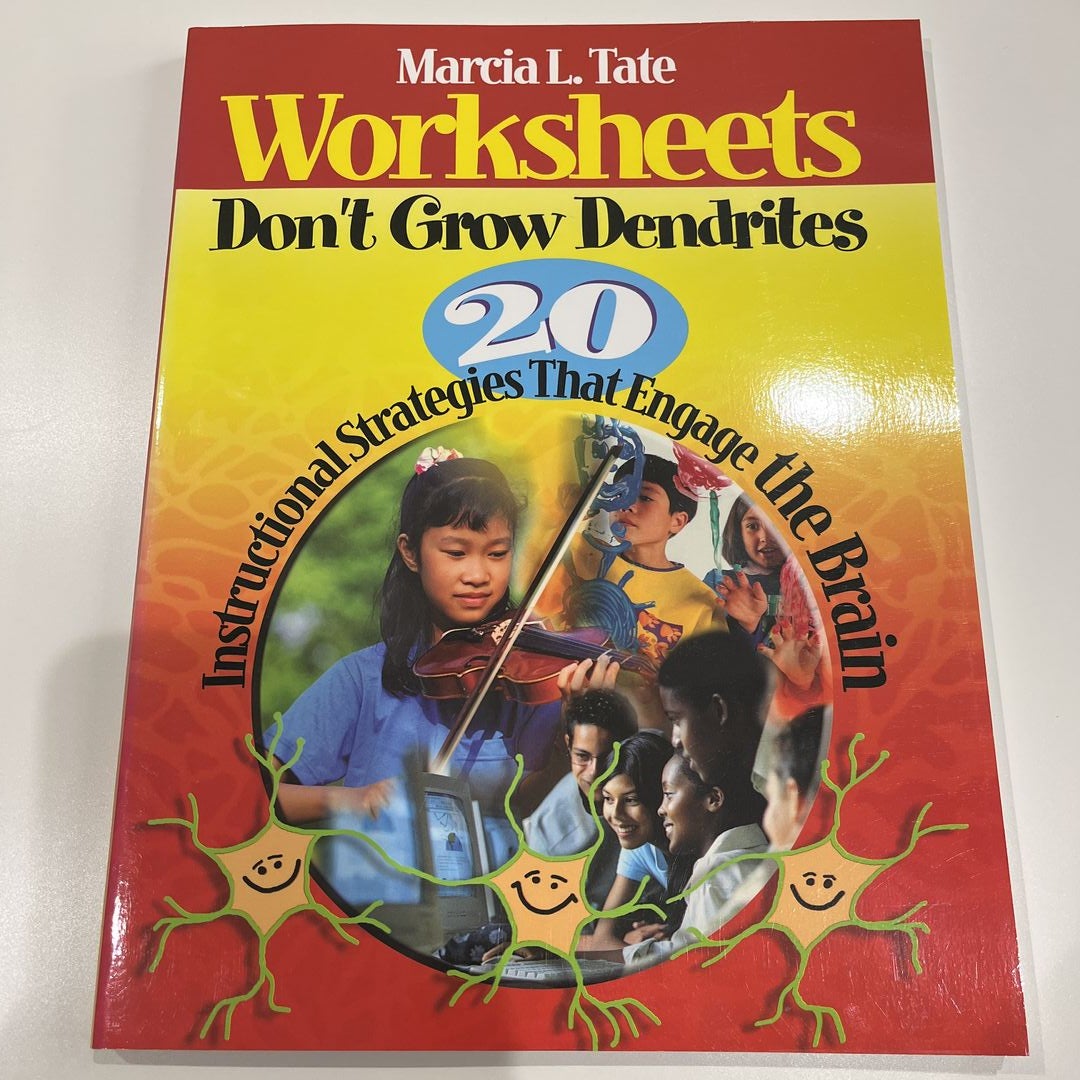 Marcia L. Tate
Worksheets
Don't Grow Dendrites
20
Instructional Strategies That Engage the Brain